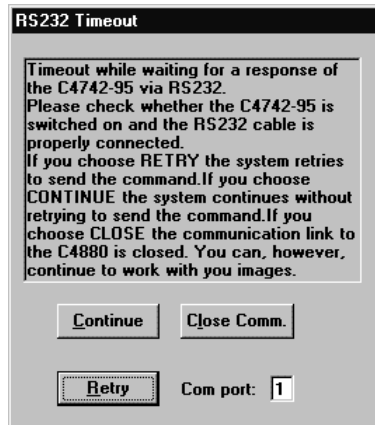 RS232 Timeout
Timeout while waiting for a response of
the C4742-95 via RS232.
Please check whether the C4742-95 is
switched on and the RS232 cable is
properly connected.
If you choose RETRY the system retries
to send the command.If you choose
CONTINUE the system continues without
retrying to send the command.If you
choose CLOSE the communication link to
the C4880 is closed. You can, however,
continue to work with you images.
Continue Close Comm.
Retry Com port: 1